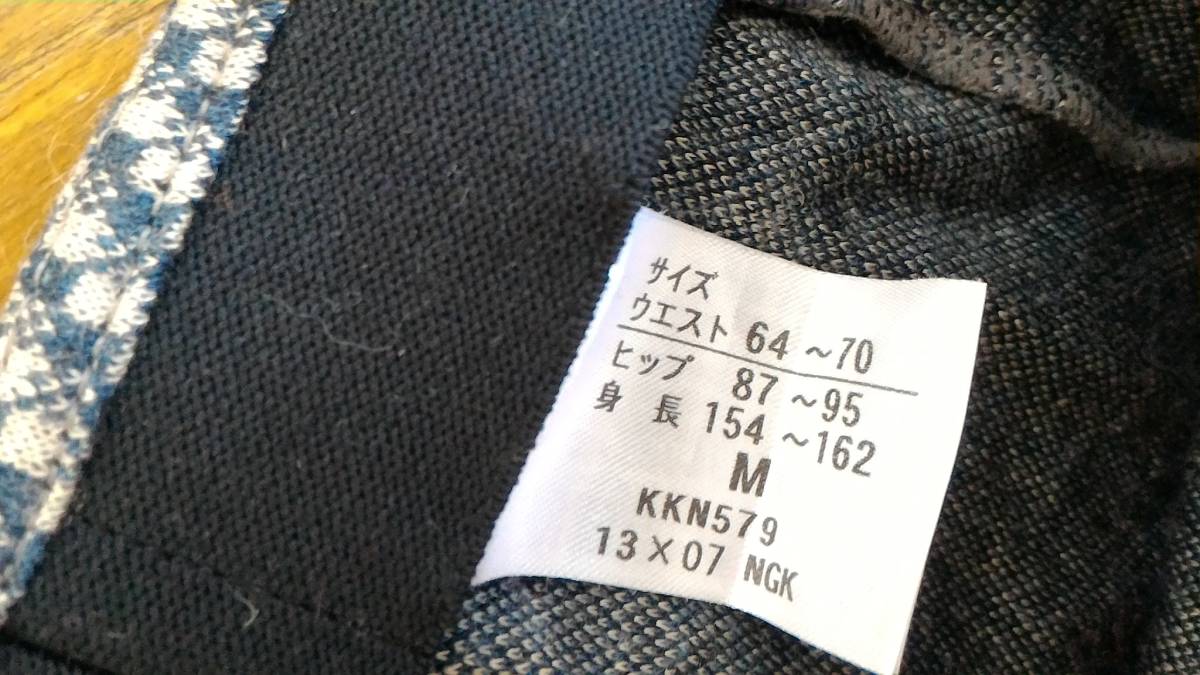 サイズ
ウエスト 64 ~70
ヒップ 87 ~95
身 長 154 ~162
M
KKN579
13×07 NGK